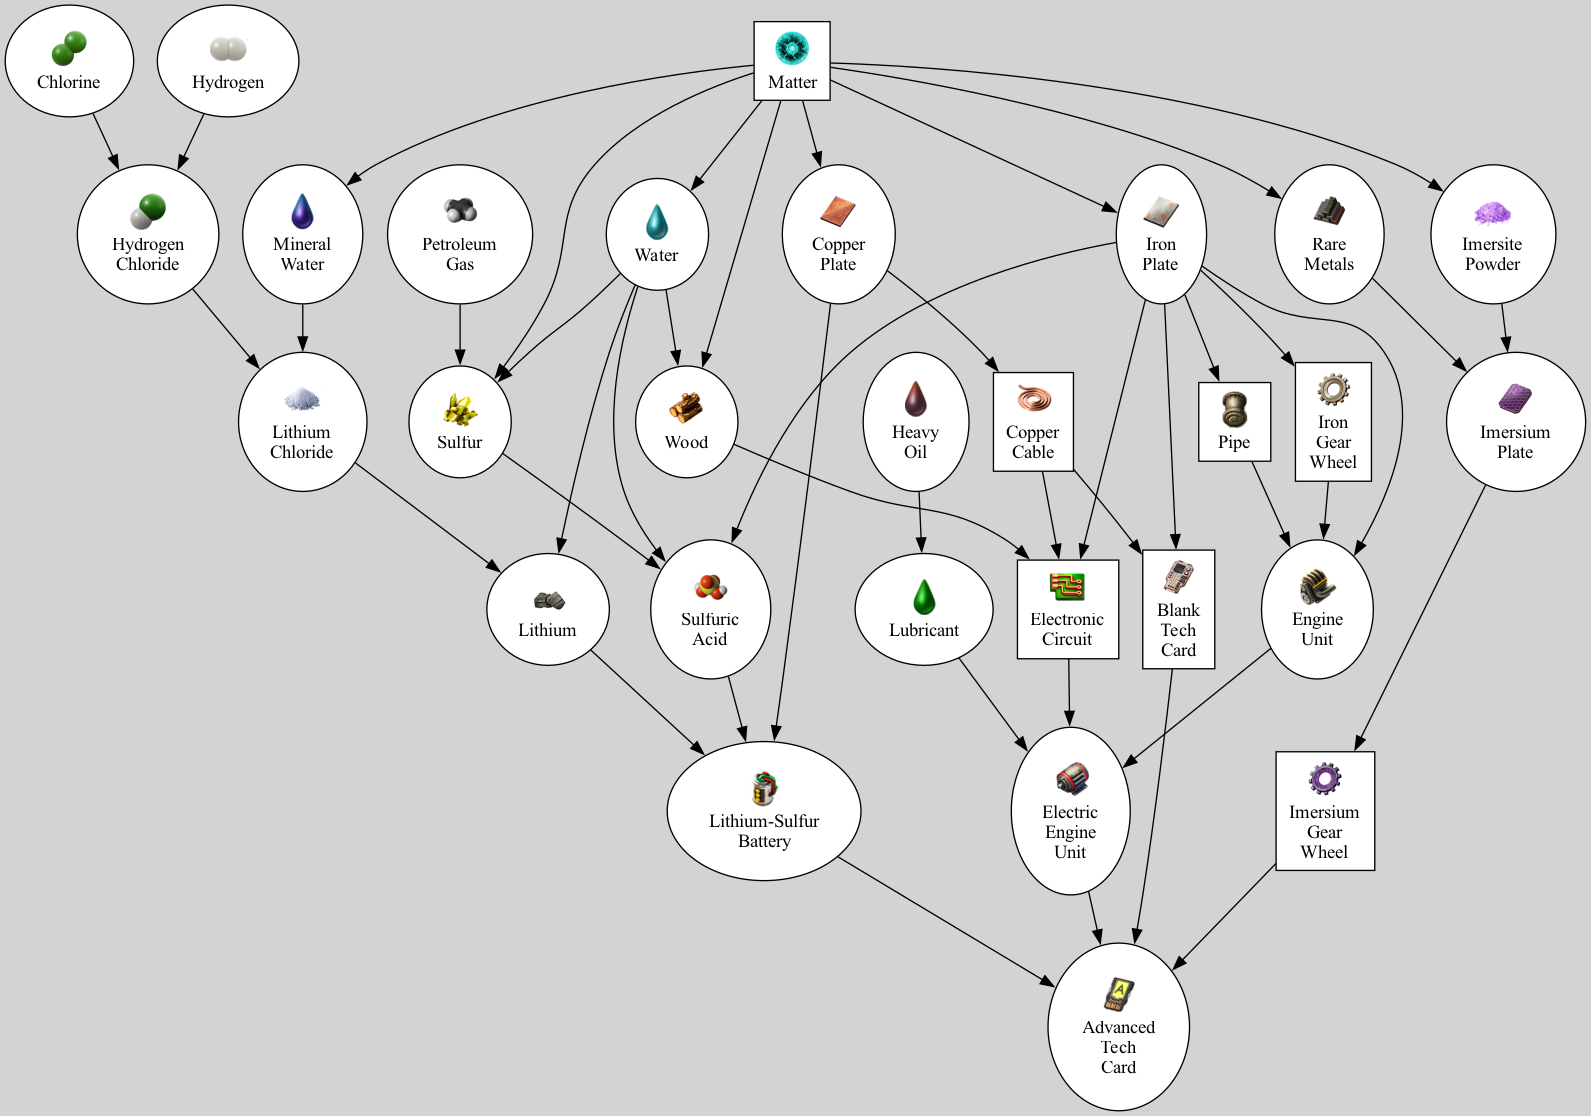 Chlorine
Hydrogen
Matter
Hydrogen
Chloride
Mineral
Water
Petroleum
Gas
Water
Copper
Plate
Iron
Plate
Rare
Metals
Imersite
Powder
Lithium
Chloride
Sulfur
Wood
Heavy
Oil
Copper
Cable
Pipe
Iron
Gear
Wheel
Imersium
Plate
Lithium
Sulfuric
Acid
Lubricant
Electronic
Circuit
Blank
Tech
Card
Engine
Unit
Lithium-Sulfur
Battery
Electric
Engine
Unit
Imersium
Gear
Wheel
A
Advanced
Tech
Card